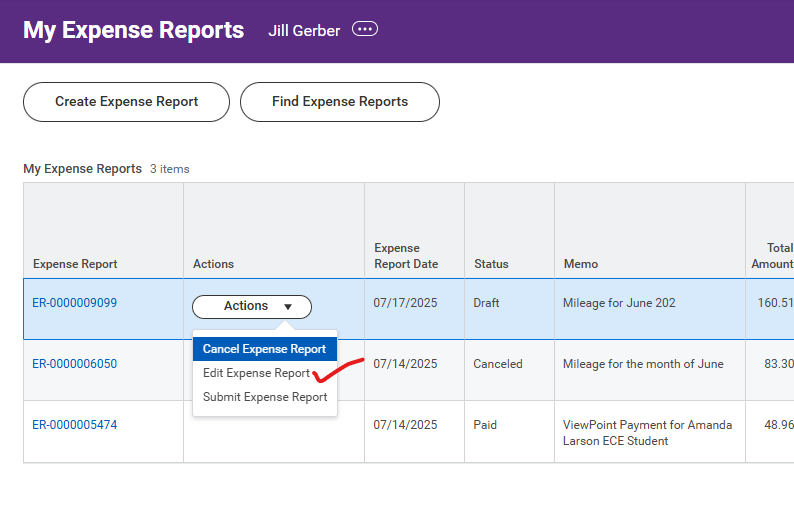 My Expense Reports Jill Gerber
Create Expense Report Find Expense Reports
My Expense Reports 3 items
Expense Report Actions Expense Report Date Status Memo Total Amount
ER-0000009099 Actions 07/17/2025 Draft Mileage for June 202 160.51
Cancel Expense Report
ER-0000006050 07/14/2025 Canceled Mileage for the month of June 83.30
Edit Expense Report
Submit Expense Report
ER-0000005474 07/14/2025 Paid ViewPoint Payment for Amanda 48.96
Larson ECE Student